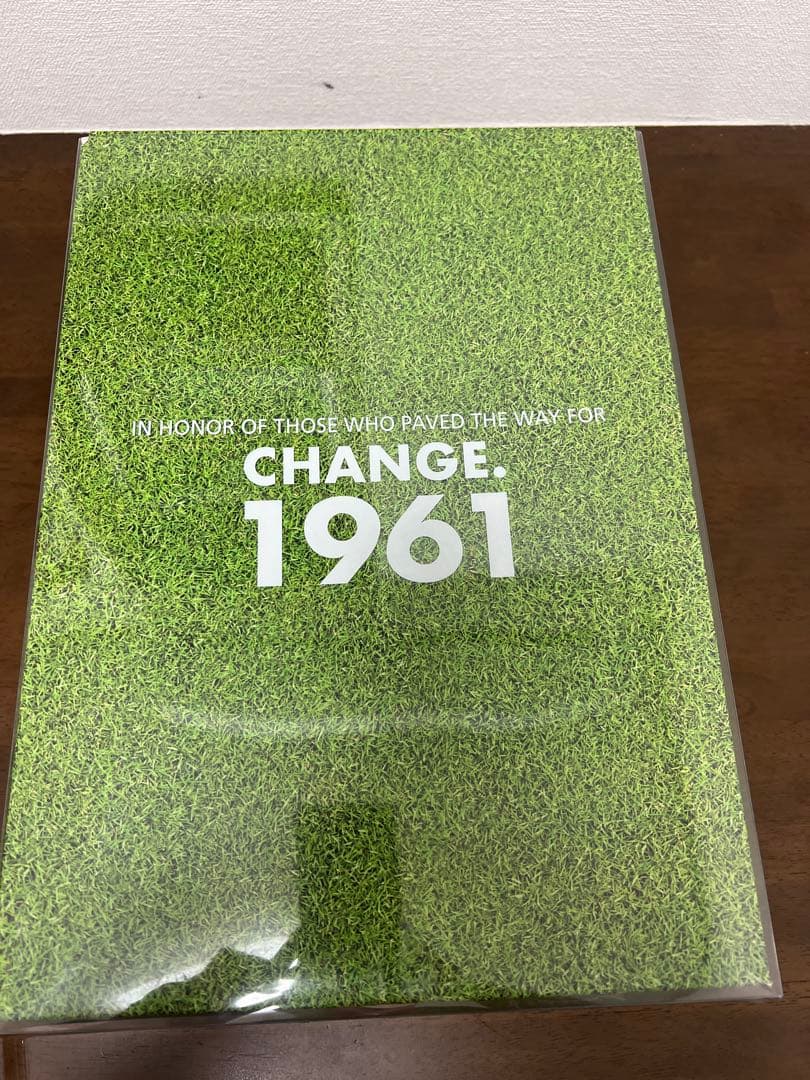 IN HONOR OF THOSE WHO PAVED THE WAY FOR
CHANGE.
1961